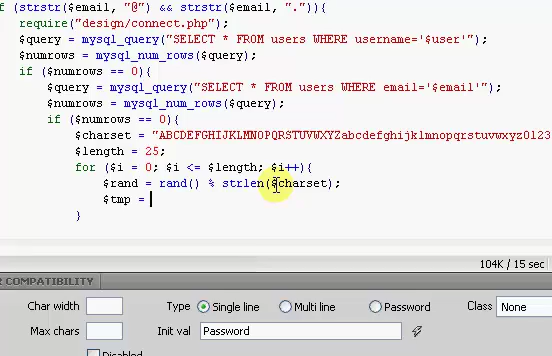 f (strstr($email, "@") && strstr($email, ".")){
require("design/connect.php");
$query = mysql_query("SELECT * FROM users WHERE username='$user'");
$numrows = mysql_num_rows($query);
if ($numrows == 0){
$query = mysql_query("SELECT * FROM users WHERE email='$email'");
$numrows = mysql_num_rows($query);
if ($numrows == 0){
$charset = "ABCDEFGHIJKLMNOPQRSTUVWXYZabcdefghijklmnopqrstuvwxyz0123
$length = 25;
for ($i = 0; $i <= $length; $i++){
$rand = rand() % strlen($charset);
$tmp =
}
104K / 15 sec
R COMPATIBILITY
Char width Type Single line Multi line Password Class None
Max chars Init val Password
Disabled